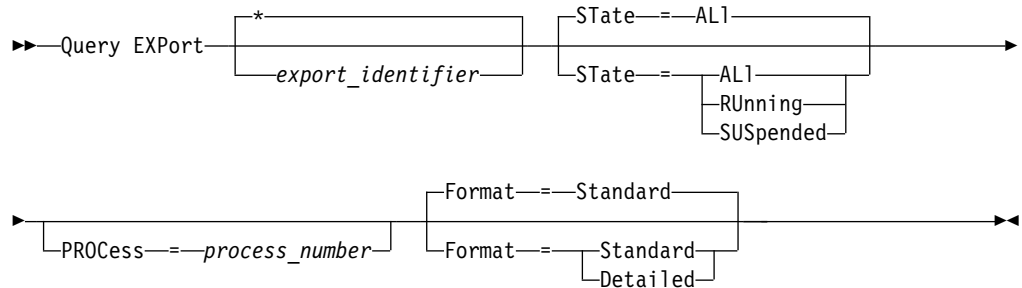 * STate = ALl
Query EXPort
export_identifier STate = ALl
RUnning
SUSpended
Format = Standard
PROCess = process_number Format = Standard
Detailed